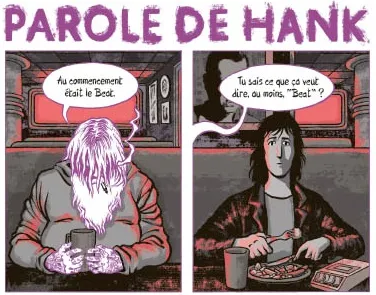 PAROLE DE HANK
Au commencement
était le Beat.
Tu sais ce que ça veut
dire, au moins, "Beat" ?